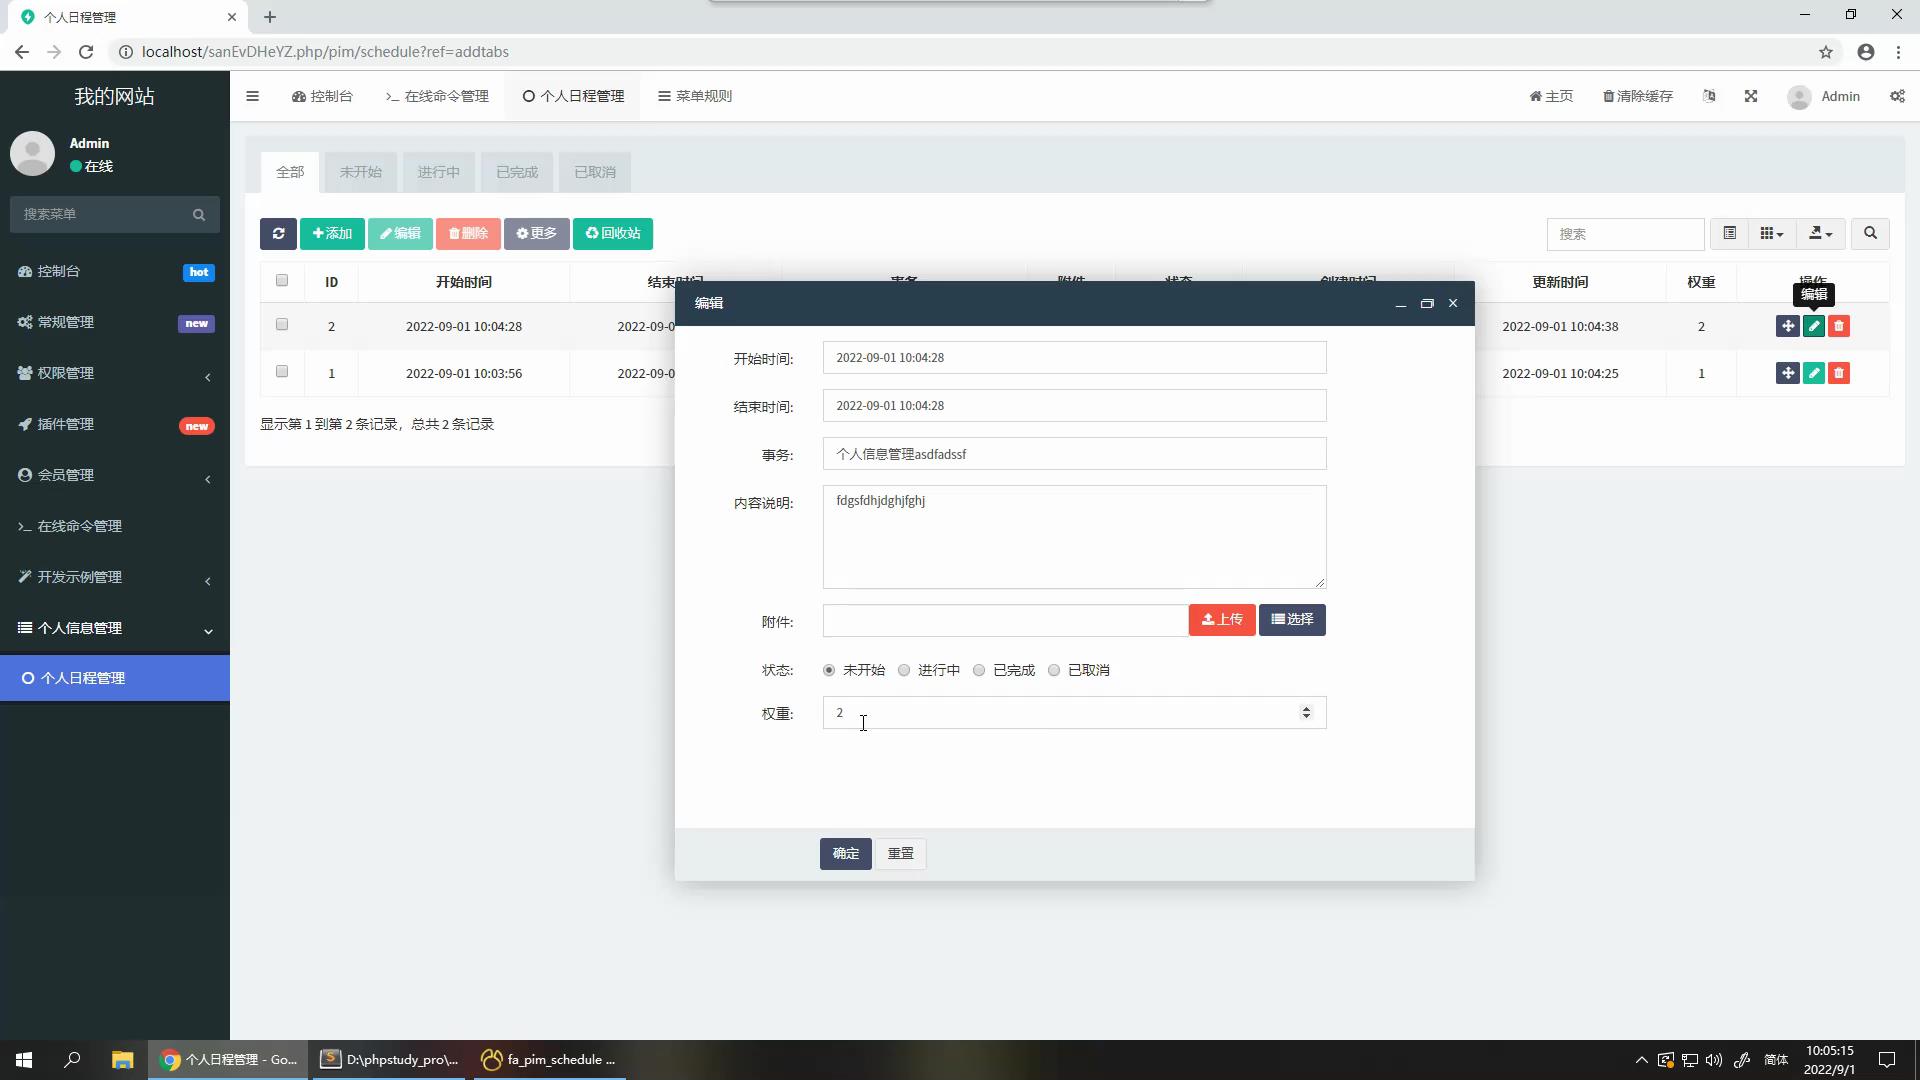 个人日程管理
localhost/sanEvDHeYZ.php/pim/schedule?ref=addtabs
我的网站
控制台
在线命令管理
个人日程管理
菜单规则
主页
清除缓存
Admin
Admin
在线
搜索菜单
控制台 hot
常规管理 new
权限管理
插件管理 new
会员管理
在线命令管理
开发示例管理
个人信息管理
个人日程管理
全部
未开始
进行中
已完成
已取消
添加
编辑
删除
更多
回收站
搜索
ID 开始时间 结束时间 事务 附件 状态 创建时间 更新时间 权重 操作
编辑
2 2022-09-01 10:04:28 2022-09-0 2022-09-01 10:04:38 2
1 2022-09-01 10:03:56 2022-09-0 2022-09-01 10:04:25 1
显示第 1 到第 2 条记录，总共 2 条记录
编辑
开始时间: 2022-09-01 10:04:28
结束时间: 2022-09-01 10:04:28
事务: 个人信息管理asdfadssf
内容说明: fdgsfdhjdghjfghj
附件: 上传 选择
状态: 未开始 进行中 已完成 已取消
权重: 2
确定 重置
个人日程管理 - Go...
D:\phpstudy_pro\...
fa_pim_schedule ...
简体
10:05:15
2022/9/1